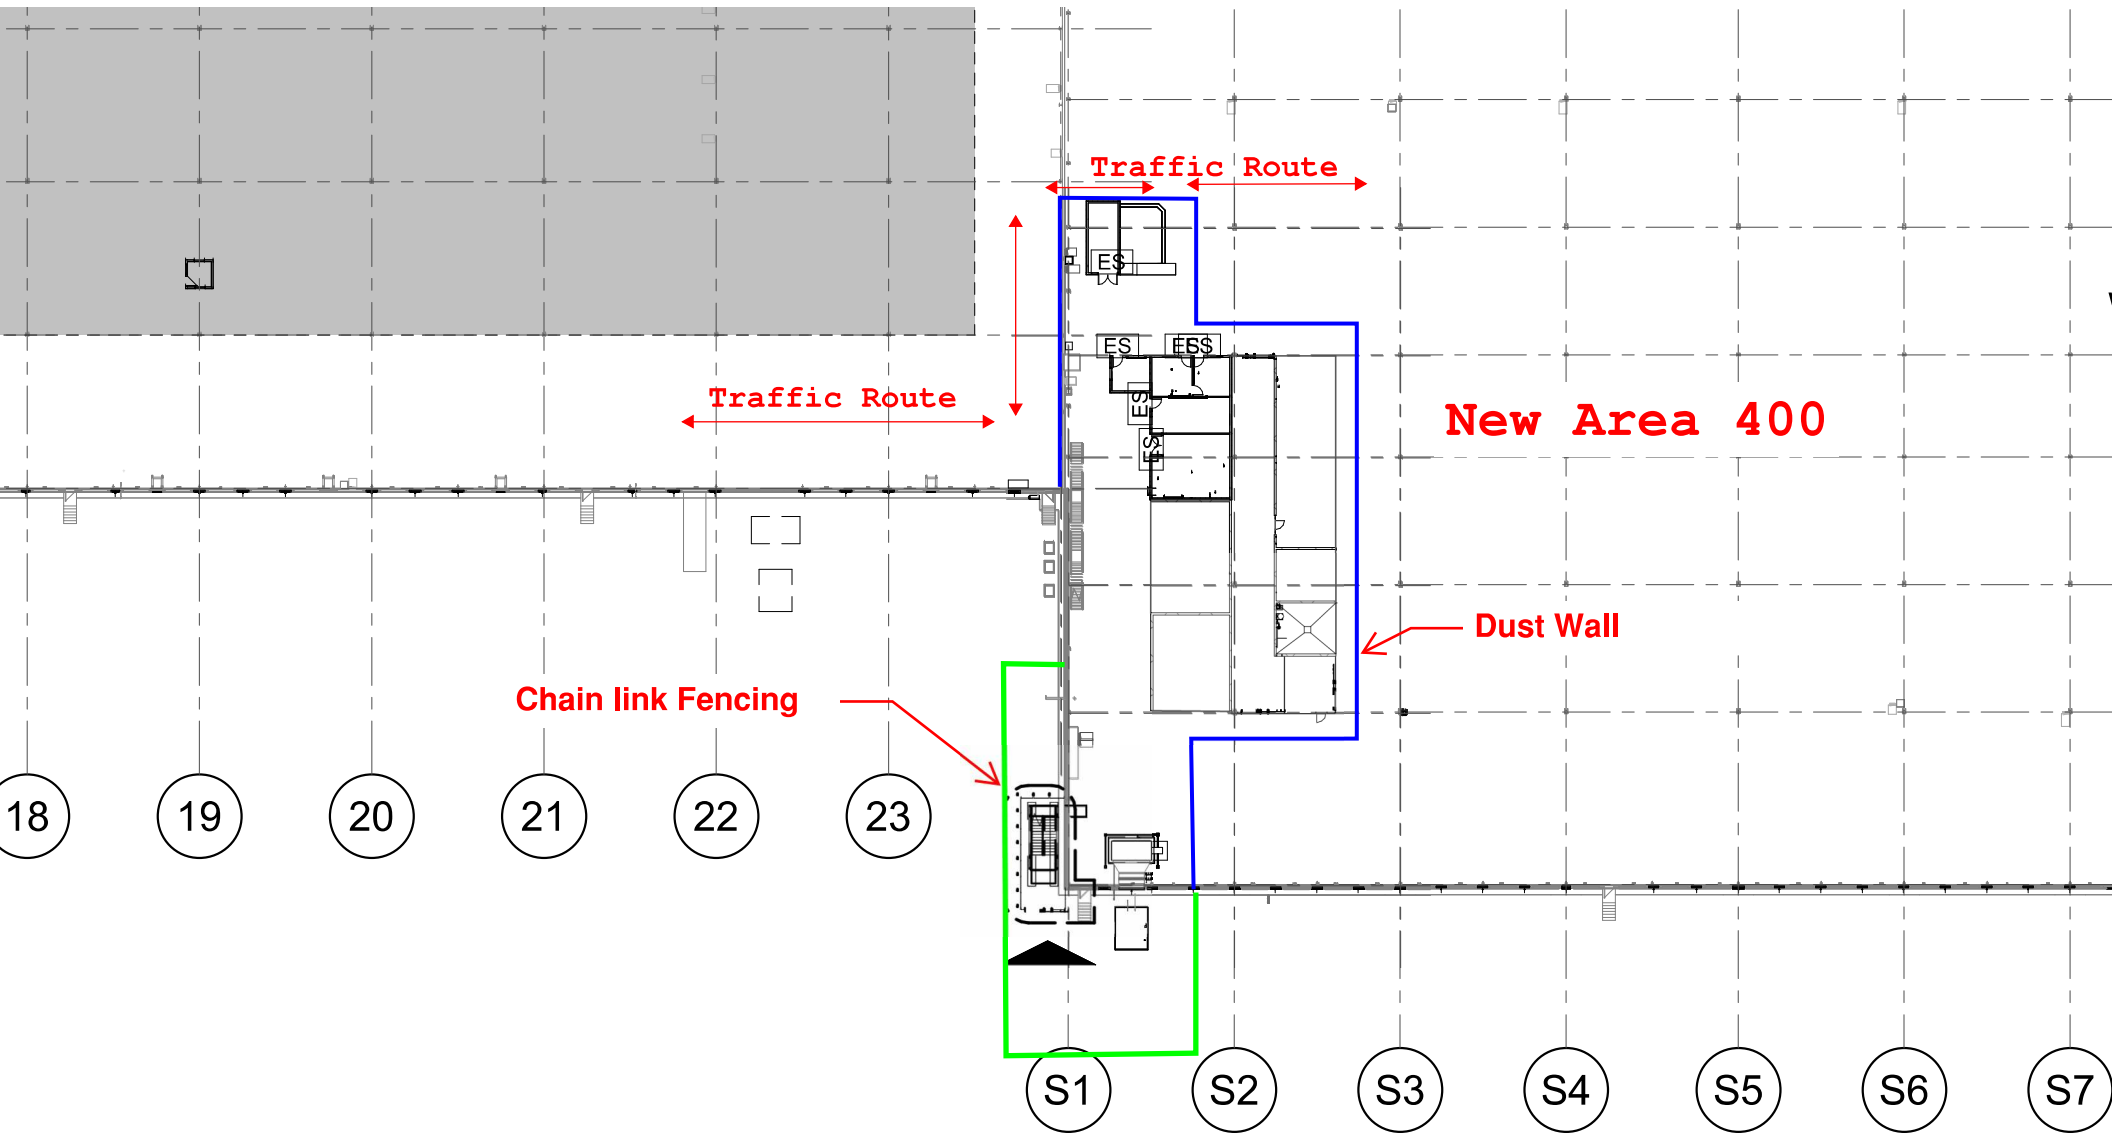 Traffic Route
ES
ES
ES
ES
Traffic Route
ES
New Area 400
ES
Dust Wall
Chain link Fencing
18
19
20
21
22
23
S1
S2
S3
S4
S5
S6
S7